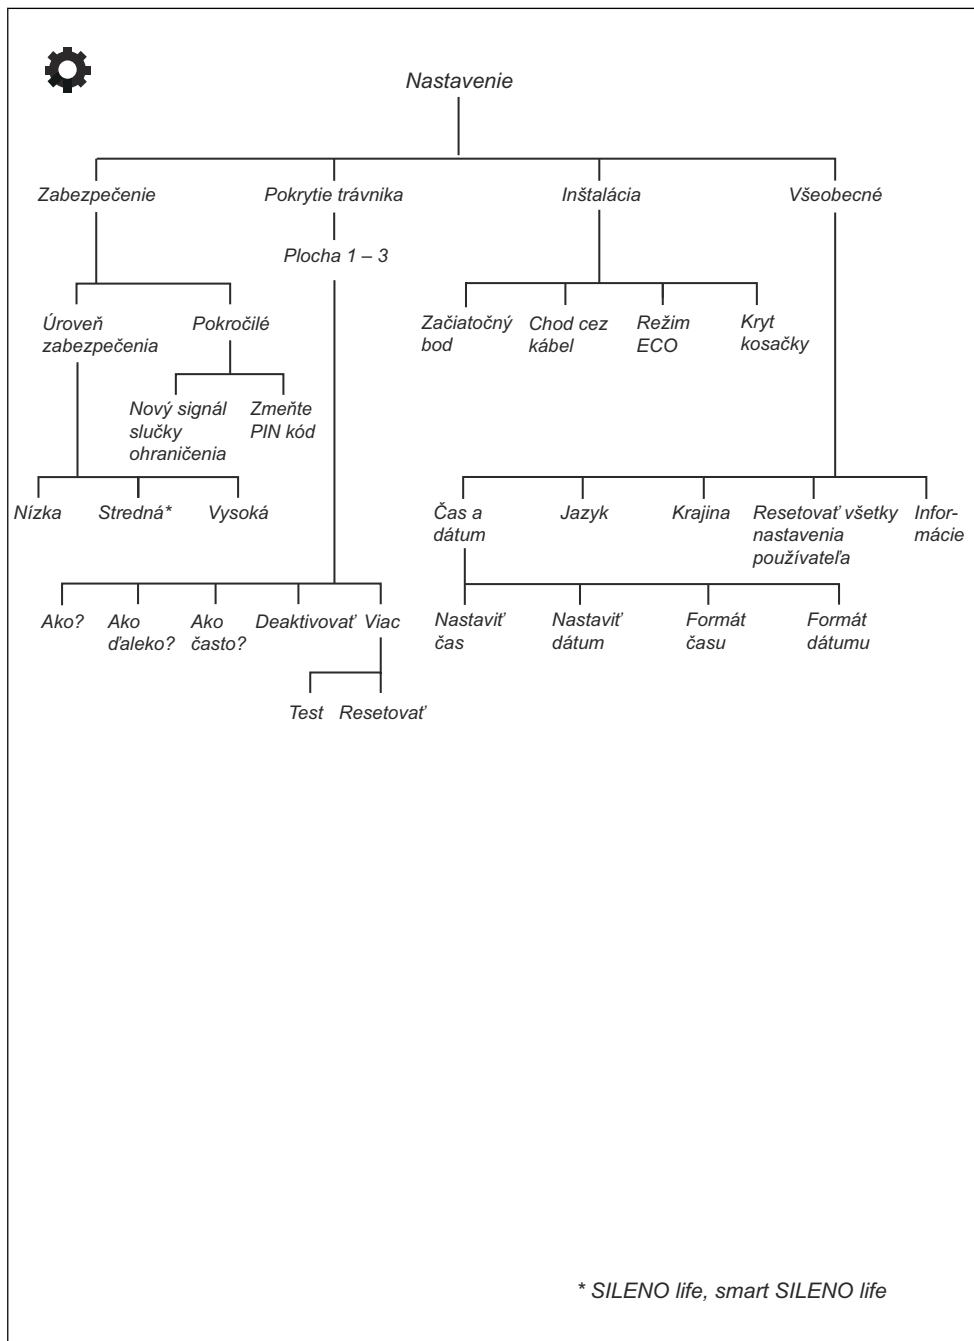 Nastavenie
Zabezpečenie
Pokrytie trávnika
Inštalácia
Všeobecné
Plocha 1 – 3
Úroveň
zabezpečenia
Pokročilé
Začiatočný
bod
Chod cez
kábel
Režim
ECO
Kryt
kosačky
Nový signál
slučky
ohraničenia
Zmeňte
PIN kód
Nízka
Stredná*
Vysoká
Čas a
dátum
Jazyk
Krajina
Resetovať všetky
nastavenia
používateľa
Infor-
mácie
Ako?
Ako
ďaleko?
Ako
často?
Deaktivovať
Viac
Nastaviť
čas
Nastaviť
dátum
Formát
času
Formát
dátumu
Test
Resetovať
* SILENO life, smart SILENO life